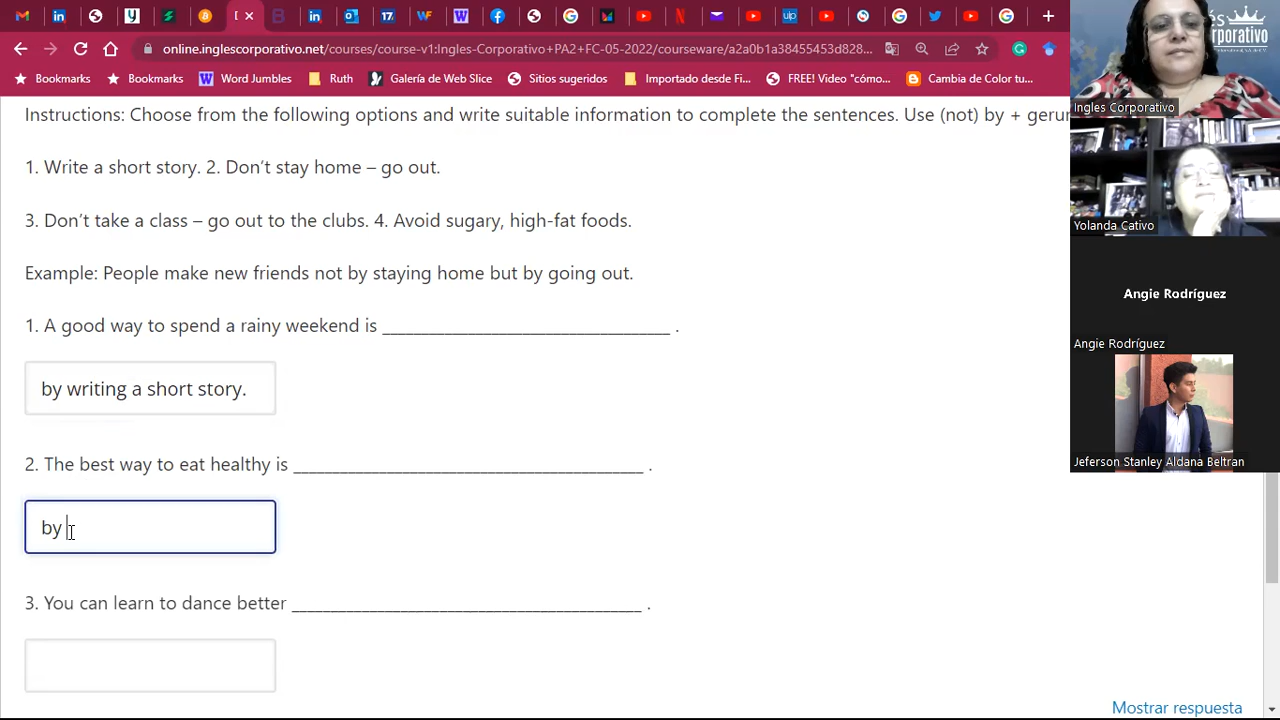 online.inglescorporativo.net/courses/course-v1:Ingles-Corporativo+PA2+FC-05-2022/courseware/a2a0b1a38455453d828...
Bookmarks Bookmarks Word Jumbles Ruth Galería de Web Slice Sitios sugeridos Importado desde Fi... FREE! Video "cómo... Cambia de Color tu...
Instructions: Choose from the following options and write suitable information to complete the sentences. Use (not) by + gerun
1. Write a short story. 2. Don’t stay home – go out.
3. Don’t take a class – go out to the clubs. 4. Avoid sugary, high-fat foods.
Example: People make new friends not by staying home but by going out.
1. A good way to spend a rainy weekend is ________________________________ .
by writing a short story.
2. The best way to eat healthy is _______________________________________ .
by
3. You can learn to dance better _______________________________________ .
Mostrar respuesta
Ingles Corporativo
Yolanda Cativo
Angie Rodríguez
Angie Rodríguez
Jeferson Stanley Aldana Beltran